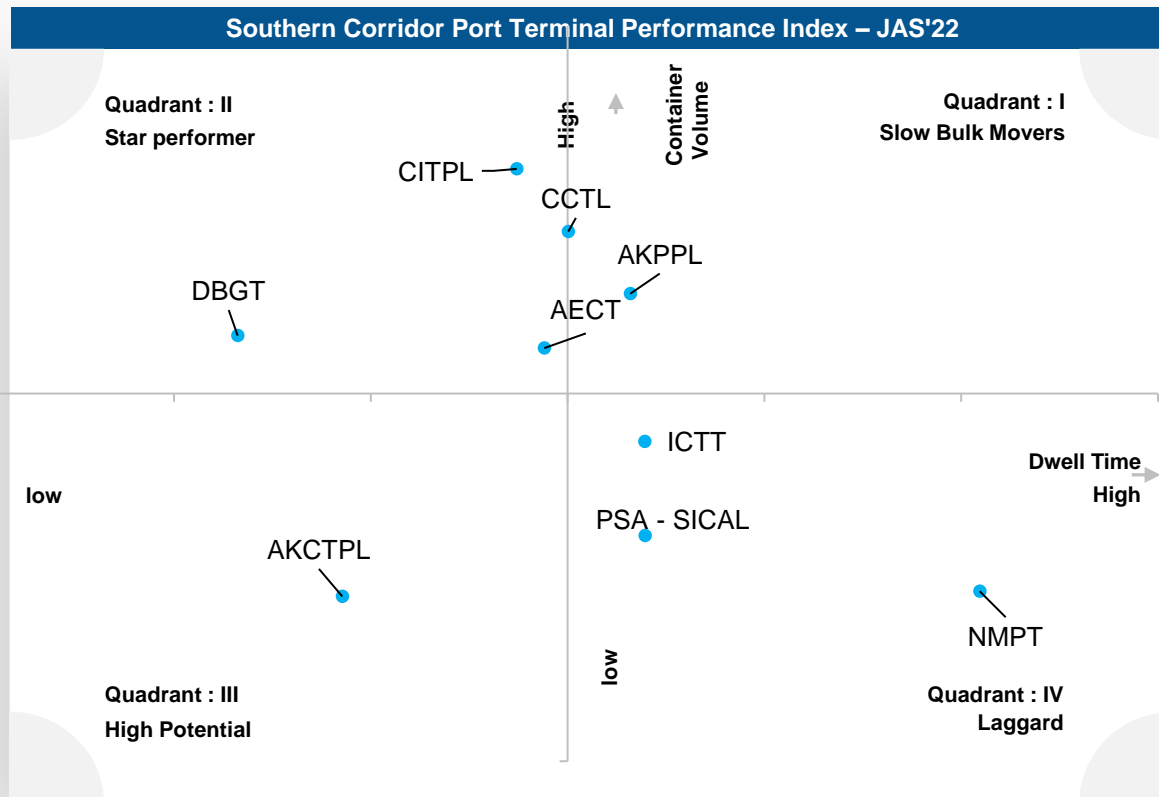 Southern Corridor Port Terminal Performance Index – JAS'22
Quadrant : II
Star performer
High
Container
Volume
Quadrant : I
Slow Bulk Movers
CITPL
CCTL
AKPPL
DBGT
AECT
ICTT
Dwell Time
High
low
PSA - SICAL
AKCTPL
NMPT
low
Quadrant : III
High Potential
Quadrant : IV
Laggard